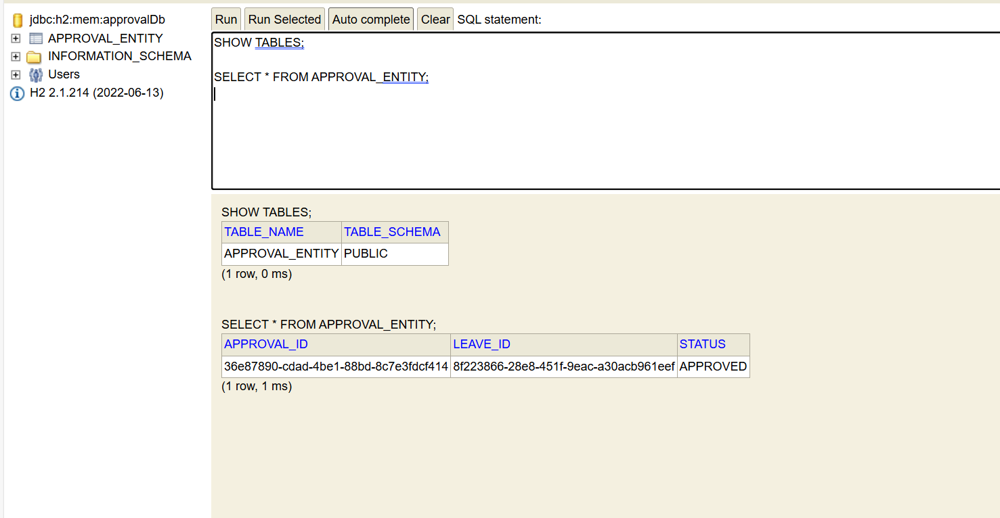 jdbc:h2:mem:approvalDb
APPROVAL_ENTITY
INFORMATION_SCHEMA
Users
H2 2.1.214 (2022-06-13)
Run Run Selected Auto complete Clear SQL statement:
SHOW TABLES;
SELECT * FROM APPROVAL_ENTITY;
SHOW TABLES;
TABLE_NAME TABLE_SCHEMA
APPROVAL_ENTITY PUBLIC
(1 row, 0 ms)
SELECT * FROM APPROVAL_ENTITY;
APPROVAL_ID LEAVE_ID STATUS
36e87890-cdad-4be1-88bd-8c7e3fdcf414 8f223866-28e8-451f-9eac-a30acb961eef APPROVED
(1 row, 1 ms)